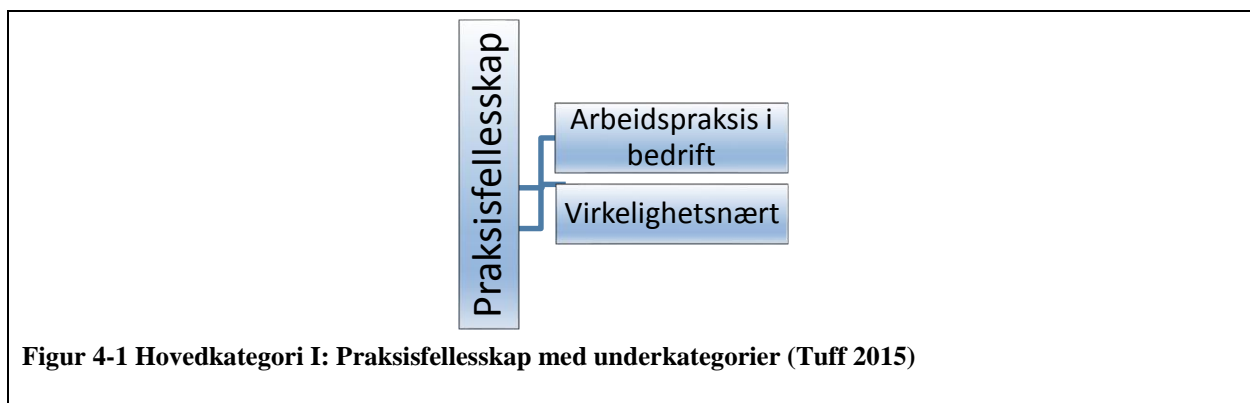 Praksisfellesskap
Arbeidspraksis i
bedrift
Virkelighetsnært
Figur 4-1 Hovedkategori I: Praksisfellesskap med underkategorier (Tuff 2015)